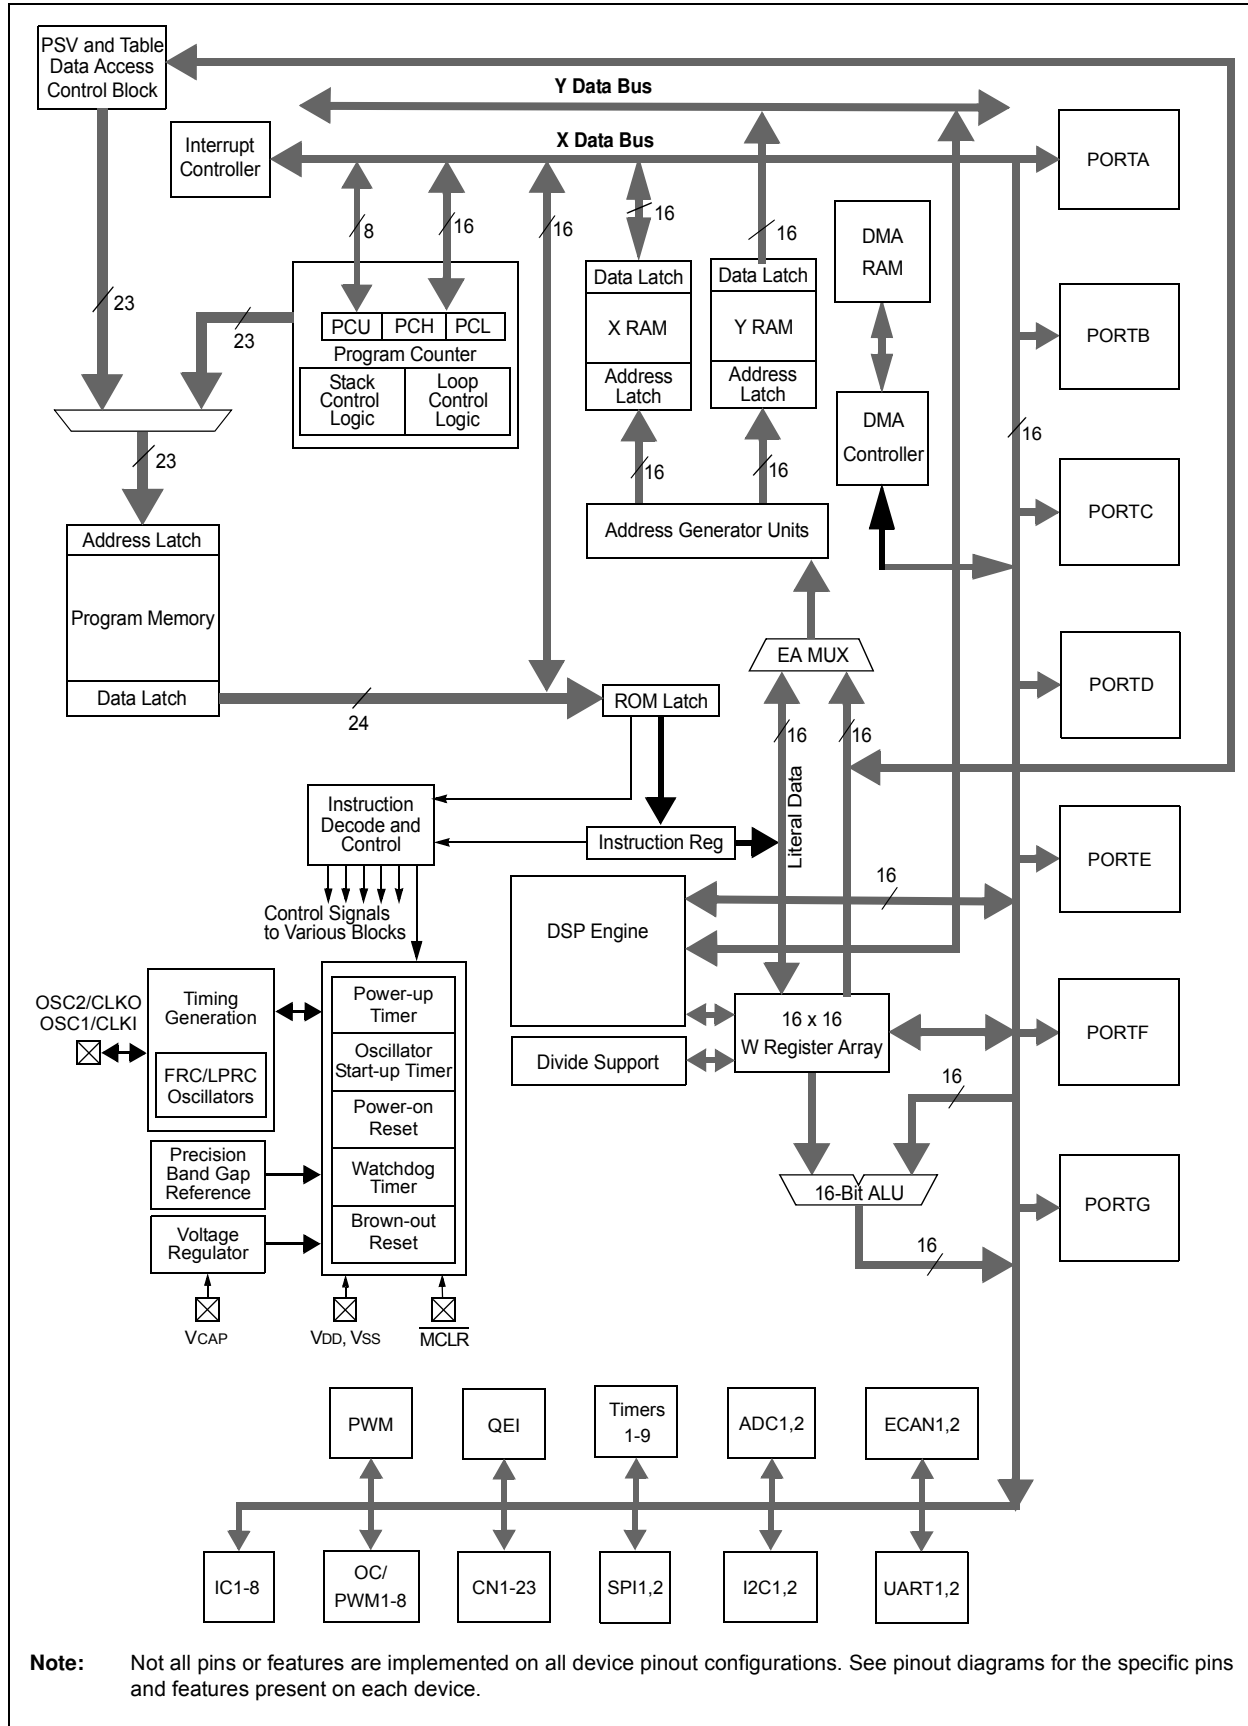 PSV and Table
Data Access
Control Block
Y Data Bus
X Data Bus
Interrupt
Controller
PORTA
8
16
16
16
16
DMA
RAM
Data Latch
Data Latch
23
23
PCU
PCH
PCL
X RAM
Y RAM
PORTB
Program Counter
Stack
Control
Logic
Loop
Control
Logic
Address
Latch
Address
Latch
DMA
Controller
16
23
16
16
PORTC
Address Generator Units
Address Latch
Program Memory
EA MUX
PORTD
Data Latch
24
ROM Latch
16
16
Literal Data
Instruction
Decode and
Control
Instruction Reg
PORTE
16
Control Signals
to Various Blocks
DSP Engine
OSC2/CLKO
OSC1/CLKI
Timing
Generation
Power-up
Timer
16 x 16
W Register Array
PORTF
Oscillator
Start-up Timer
Divide Support
FRC/LPRC
Oscillators
16
Power-on
Reset
Precision
Band Gap
Reference
Watchdog
Timer
16-Bit ALU
PORTG
Voltage
Regulator
Brown-out
Reset
16
VCAP
VDD, VSS
MCLR
PWM
QEI
Timers
1-9
ADC1,2
ECAN1,2
IC1-8
OC/
PWM1-8
CN1-23
SPI1,2
I2C1,2
UART1,2
Note: Not all pins or features are implemented on all device pinout configurations. See pinout diagrams for the specific pins
and features present on each device.